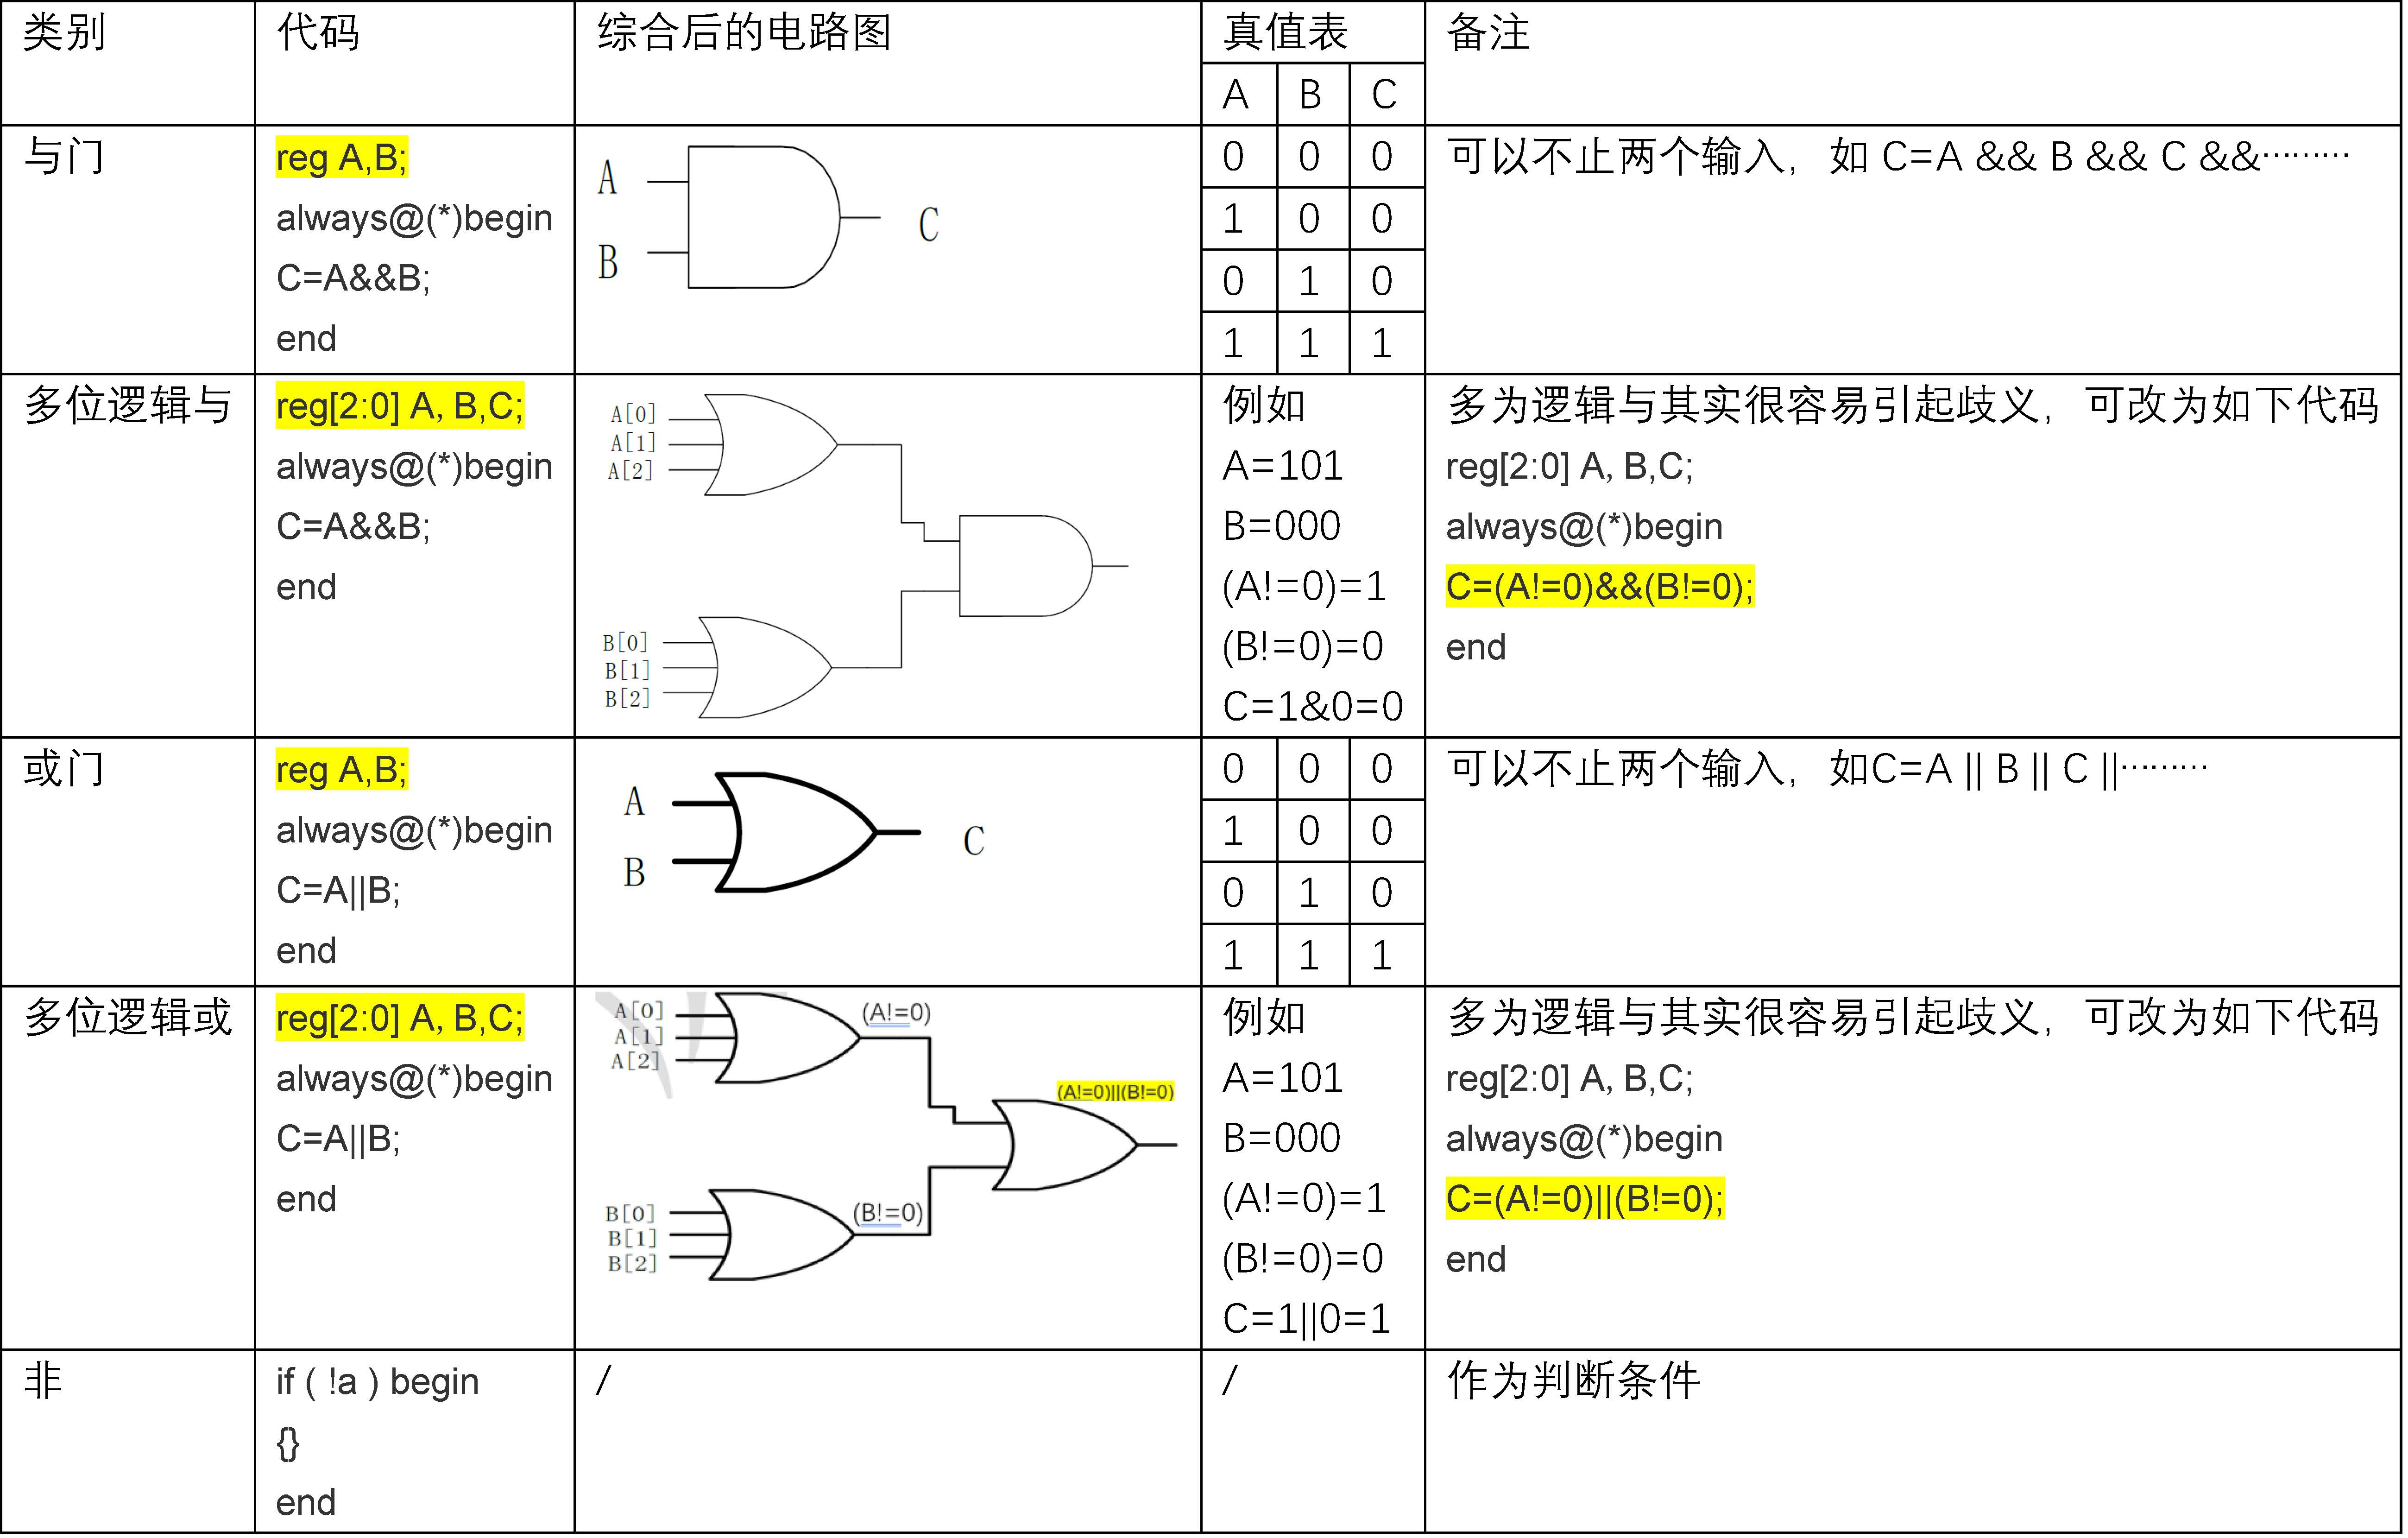 类别
代码
综合后的电路图
真值表
备注
A B C
与门
reg A,B;
always@(*)begin
C=A&&B;
end
A
B
C
0 0 0
1 0 0
0 1 0
1 1 1
可以不止两个输入，如 C=A && B && C &&………
多位逻辑与
reg[2:0] A, B,C;
always@(*)begin
C=A&&B;
end
A[0]
A[1]
A[2]
B[0]
B[1]
B[2]
例如
A=101
B=000
(A!=0)=1
(B!=0)=0
C=1&0=0
多为逻辑与其实很容易引起歧义，可改为如下代码
reg[2:0] A, B,C;
always@(*)begin
C=(A!=0)&&(B!=0);
end
或门
reg A,B;
always@(*)begin
C=A||B;
end
A
B
C
0 0 0
1 0 0
0 1 0
1 1 1
可以不止两个输入，如C=A || B || C ||………
多位逻辑或
reg[2:0] A, B,C;
always@(*)begin
C=A||B;
end
A[0]
A[1]
A[2]
(A!=0)
(A!=0)||(B!=0)
B[0]
B[1]
B[2]
(B!=0)
例如
A=101
B=000
(A!=0)=1
(B!=0)=0
C=1||0=1
多为逻辑与其实很容易引起歧义，可改为如下代码
reg[2:0] A, B,C;
always@(*)begin
C=(A!=0)||(B!=0);
end
非
if ( !a ) begin
{}
end
/
/
作为判断条件